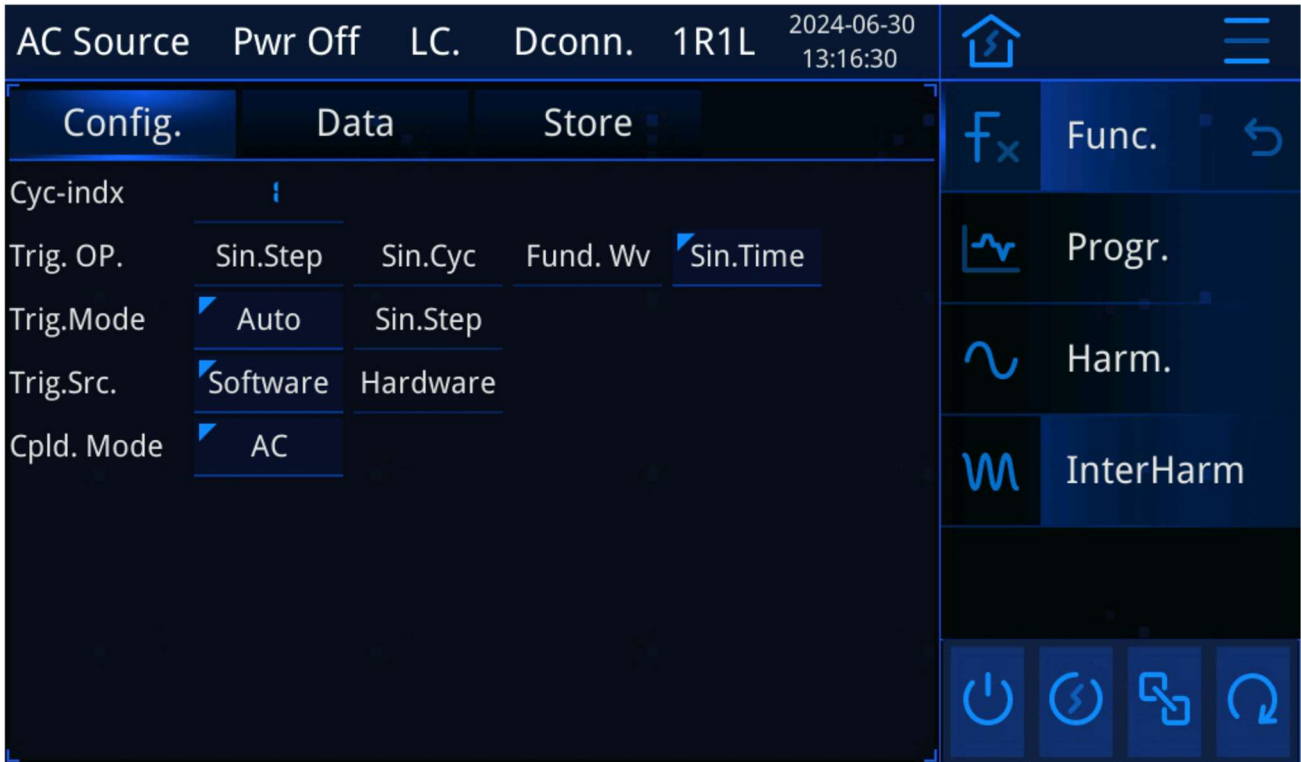 AC Source Pwr Off LC. Dconn. 1R1L 2024-06-30
13:16:30
Config. Data Store
Cyc-indx 1
Trig. OP. Sin.Step Sin.Cyc Fund. Wv Sin.Time
Trig.Mode Auto Sin.Step
Trig.Src. Software Hardware
Cpld. Mode AC
Func.
Progr.
Harm.
InterHarm